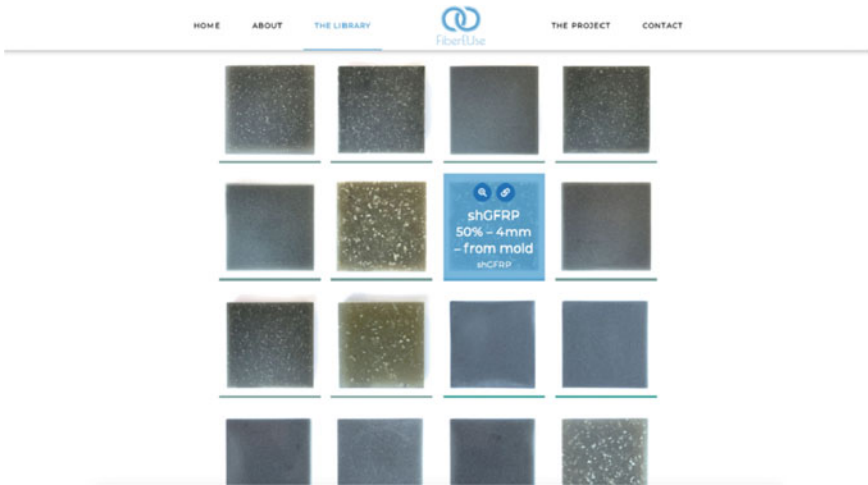 HOME ABOUT THE LIBRARY THE PROJECT CONTACT
FiberEUse
shGFRP
50% – 4mm
– from mold
shGFRP